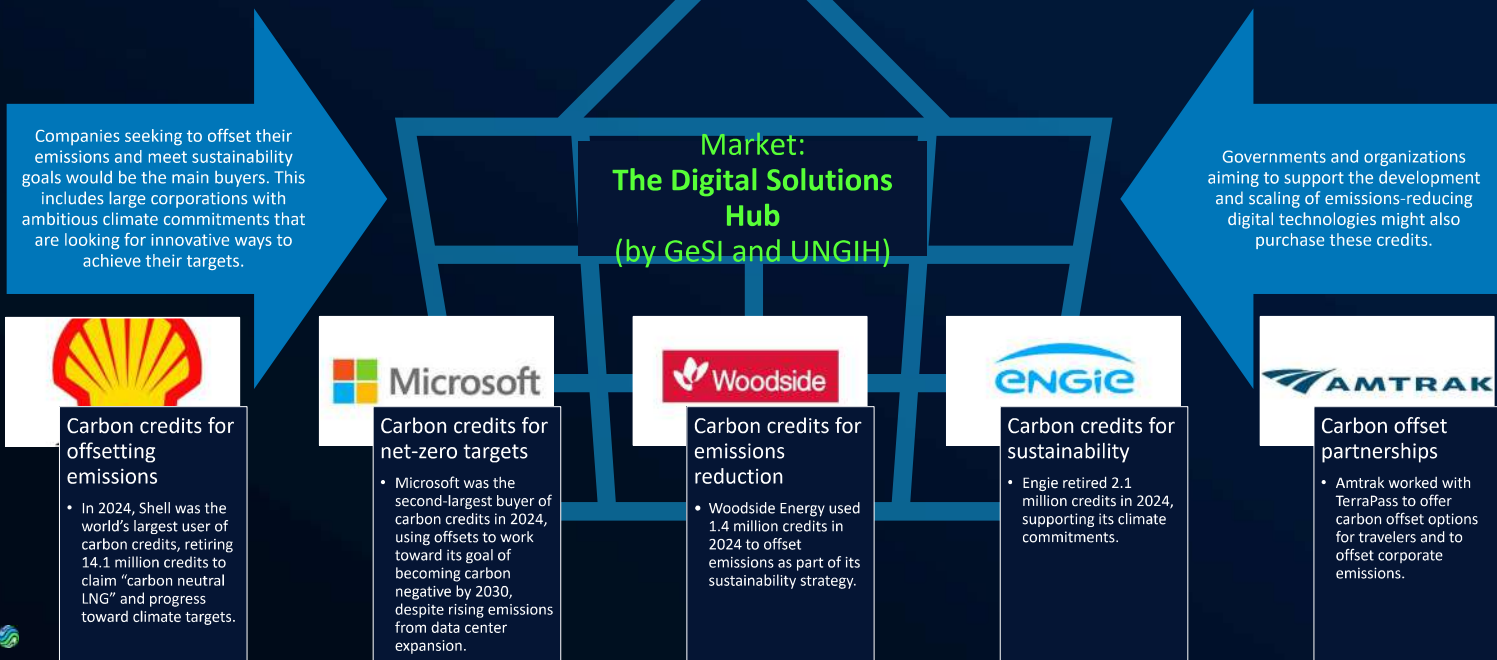 Companies seeking to offset their
emissions and meet sustainability
goals would be the main buyers. This
includes large corporations with
ambitious climate commitments that
are looking for innovative ways to
achieve their targets.
Market:
The Digital Solutions
Hub
(by GeSI and UNGIH)
Governments and organizations
aiming to support the development
and scaling of emissions-reducing
digital technologies might also
purchase these credits.
Carbon credits for
offsetting
emissions
• In 2024, Shell was the
world’s largest user of
carbon credits, retiring
14.1 million credits to
claim “carbon neutral
LNG” and progress
toward climate targets.
Microsoft
Carbon credits for
net-zero targets
• Microsoft was the
second-largest buyer of
carbon credits in 2024,
using offsets to work
toward its goal of
becoming carbon
negative by 2030,
despite rising emissions
from data center
expansion.
Woodside
Carbon credits for
emissions
reduction
• Woodside Energy used
1.4 million credits in
2024 to offset
emissions as part of its
sustainability strategy.
ENGIE
Carbon credits for
sustainability
• Engie retired 2.1
million credits in 2024,
supporting its climate
commitments.
AMTRAK
Carbon offset
partnerships
• Amtrak worked with
TerraPass to offer
carbon offset options
for travelers and to
offset corporate
emissions.